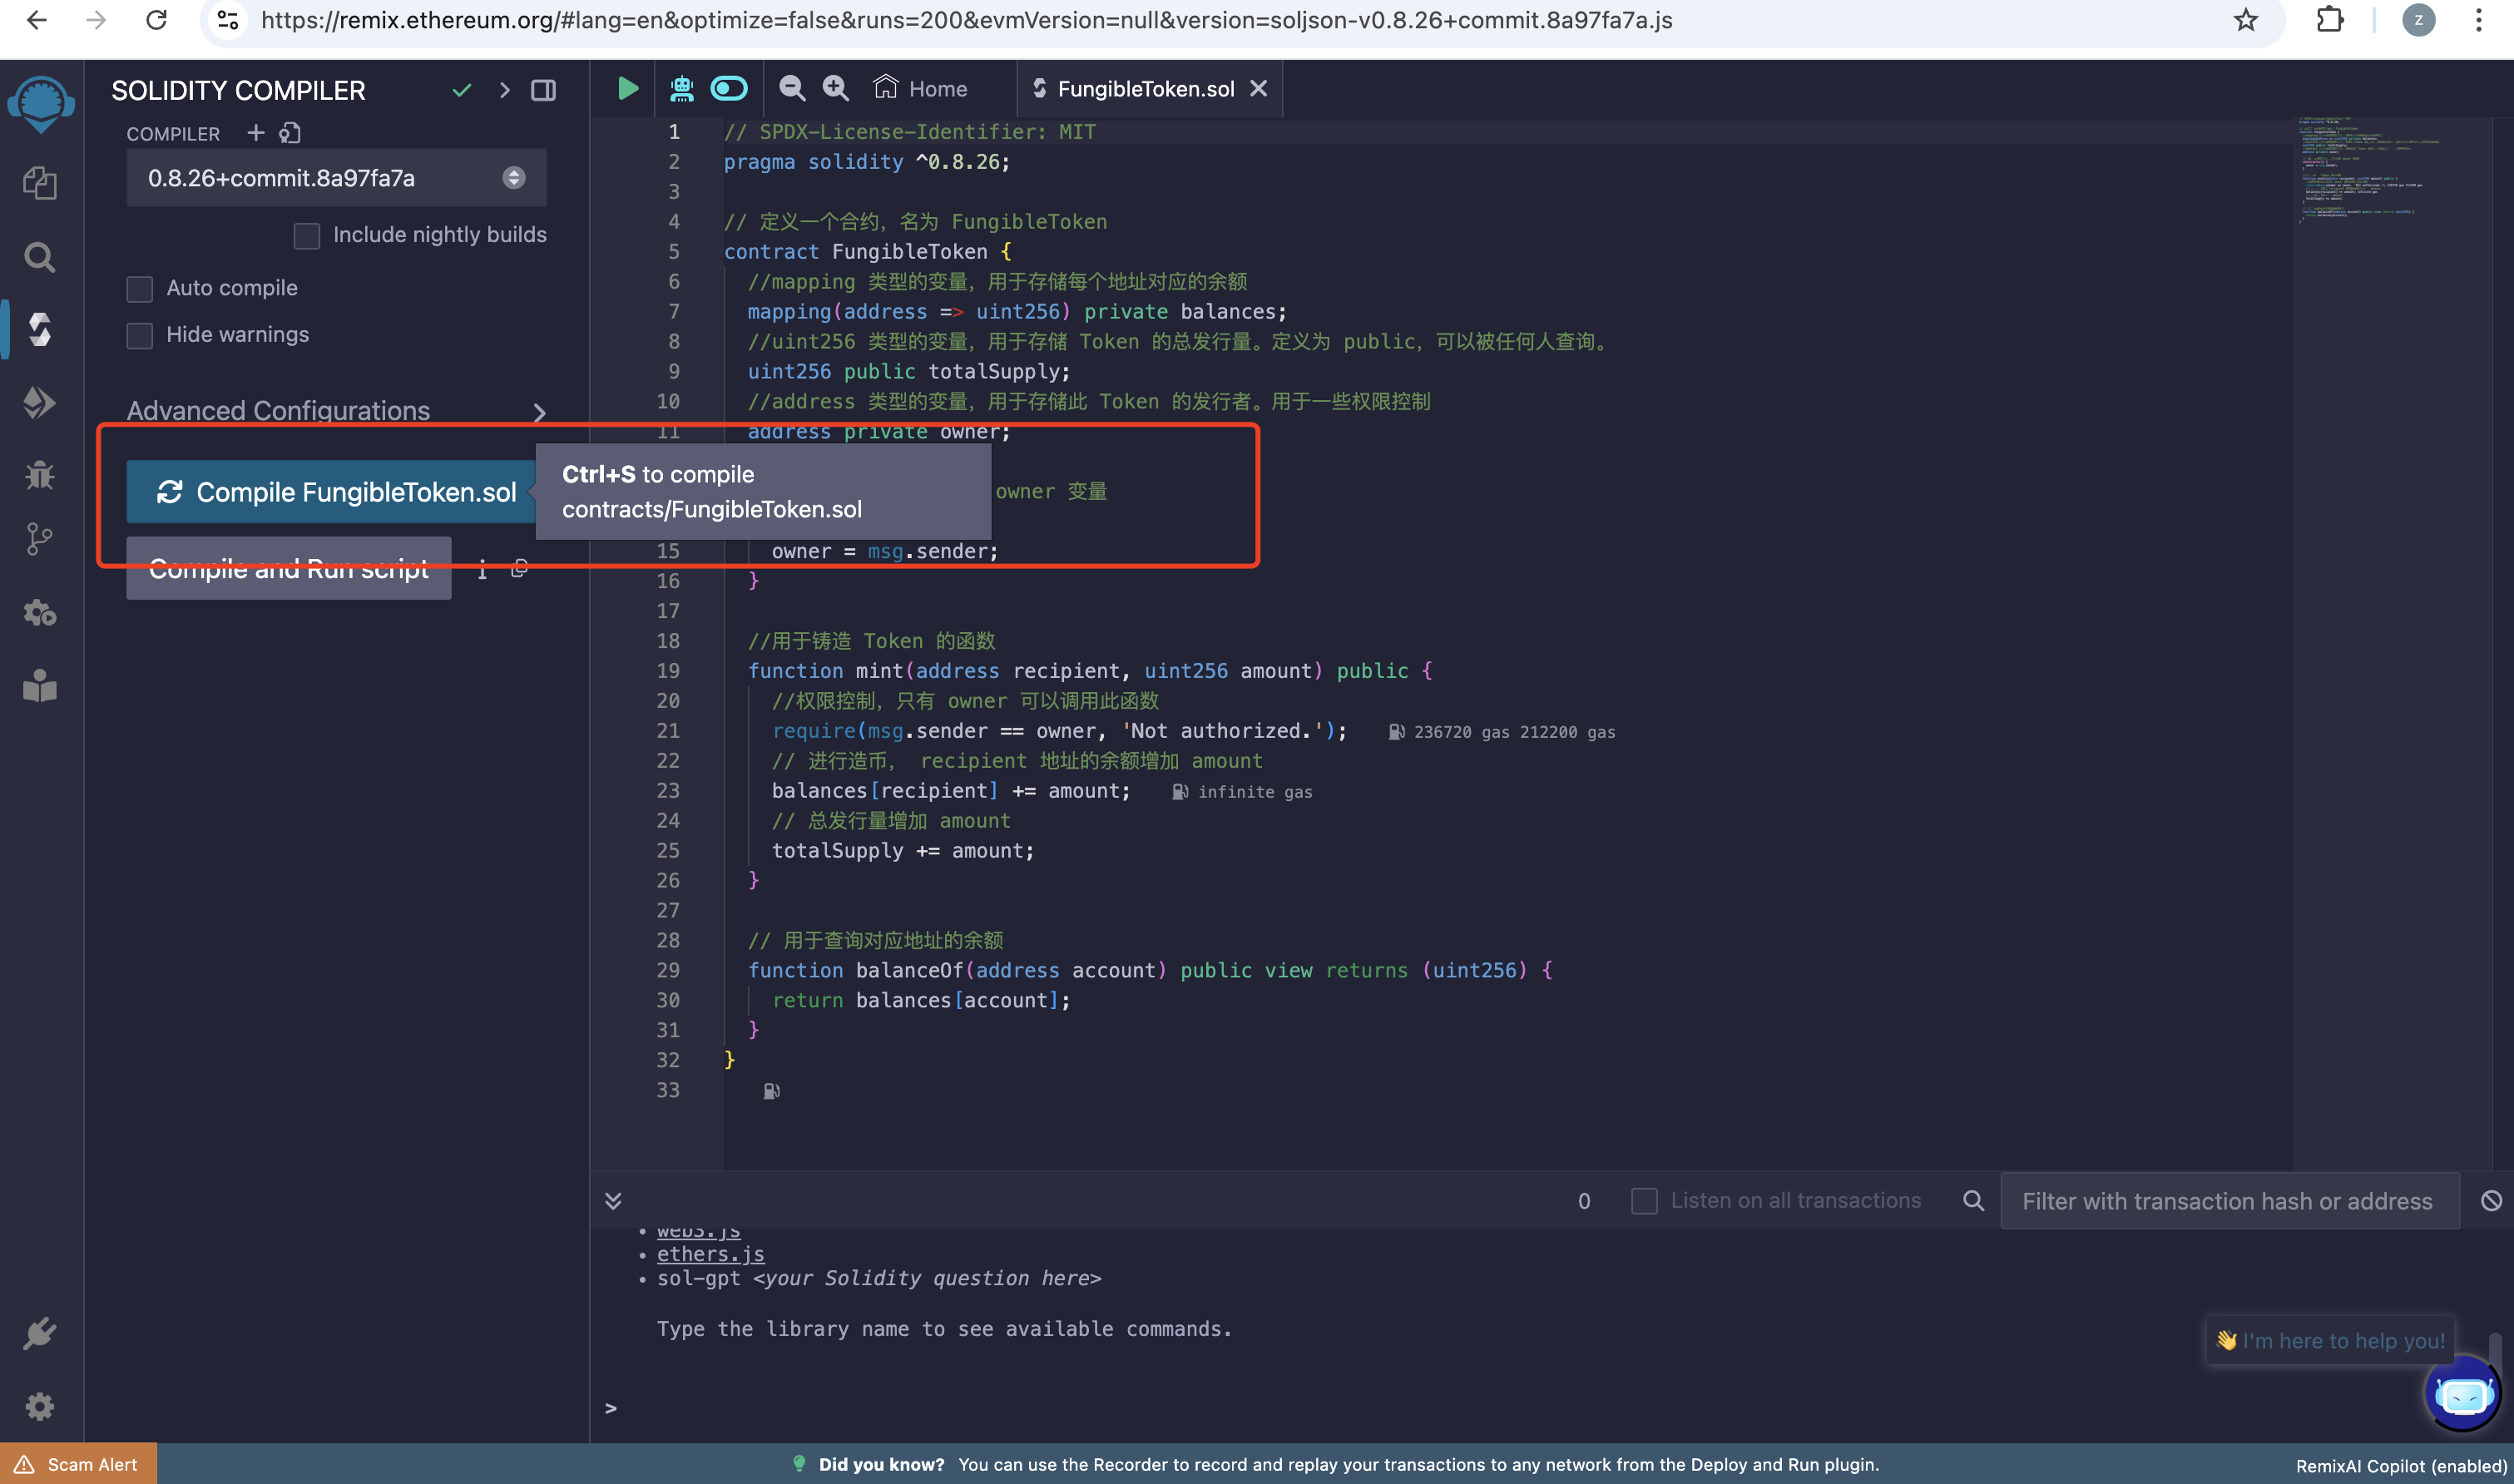 https://remix.ethereum.org/#lang=en&optimize=false&runs=200&evmVersion=null&version=soljson-v0.8.26+commit.8a97fa7a.js
Z
SOLIDITY COMPILER
COMPILER
0.8.26+commit.8a97fa7a
Include nightly builds
Auto compile
Hide warnings
Advanced Configurations
Compile FungibleToken.sol
Ctrl+S to compile
contracts/FungibleToken.sol
Compile and Run script
Home
FungibleToken.sol
1 // SPDX-License-Identifier: MIT
2 pragma solidity ^0.8.26;
3
4 // 定义一个合约，名为 FungibleToken
5 contract FungibleToken {
6 //mapping 类型的变量，用于存储每个地址对应的余额
7 mapping(address => uint256) private balances;
8 //uint256 类型的变量，用于存储 Token 的总发行量。定义为 public，可以被任何人查询。
9 uint256 public totalSupply;
10 //address 类型的变量，用于存储此 Token 的发行者。用于一些权限控制
11 address private owner;
owner 变量
15 owner = msg.sender;
16 }
17
18 //用于铸造 Token 的函数
19 function mint(address recipient, uint256 amount) public {
20 //权限控制，只有 owner 可以调用此函数
21 require(msg.sender == owner, 'Not authorized.'); 236720 gas 212200 gas
22 // 进行造币， recipient 地址的余额增加 amount
23 balances[recipient] += amount; infinite gas
24 // 总发行量增加 amount
25 totalSupply += amount;
26 }
27
28 // 用于查询对应地址的余额
29 function balanceOf(address account) public view returns (uint256) {
30 return balances[account];
31 }
32 }
33
0
Listen on all transactions
Filter with transaction hash or address
• web3.js
• ethers.js
• sol-gpt <your Solidity question here>
Type the library name to see available commands.
>
👋 I'm here to help you!
Scam Alert
Did you know? You can use the Recorder to record and replay your transactions to any network from the Deploy and Run plugin.
RemixAI Copilot (enabled)